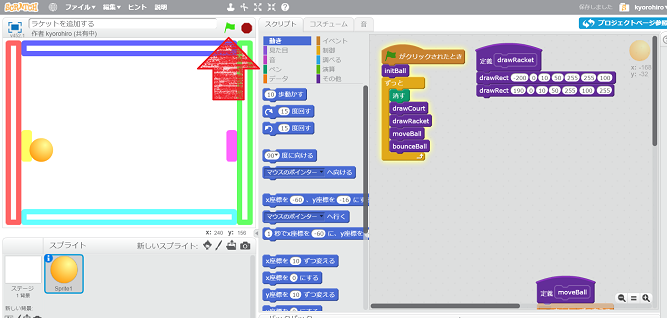 SCRATCH ファイル▼ 編集▼ ヒント 説明 保存しました kyorohiro
ラケットを追加する
作者 kyorohiro (共有中)
v452.1
スクリプト コスチューム 音
プロジェクトページ参照
動き イベント
見た目 制御
音 調べる
ペン 演算
データ その他
10 歩動かす
15 度回す
15 度回す
90▼ 度に向ける
マウスのポインター へ向ける
x座標を -60 、y座標を -16 にす
マウスのポインター へ行く
1 秒でx座標を -60 に、y座標を
x座標を 10 ずつ変える
x座標を 0 にする
y座標を 10 ずつ変える
がクリックされたとき
initBall
ずっと
消す
drawCourt
drawRacket
moveBall
bounceBall
定義 drawRacket
drawRect -200 0 10 50 255 255 100
drawRect 190 0 10 50 255 100 255
x: -166
y: -32
定義 moveBall
x: 240 y: 156
スプライト 新しいスプライト:
ステージ
1 背景
Sprite1
新しい背景